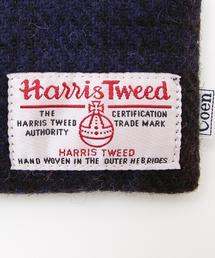 Harris Tweed
THE HARRIS TWEED AUTHORITY
CERTIFICATION TRADE MARK
HARRIS TWEED
HAND WOVEN IN THE OUTER HEBRIDES
Coen